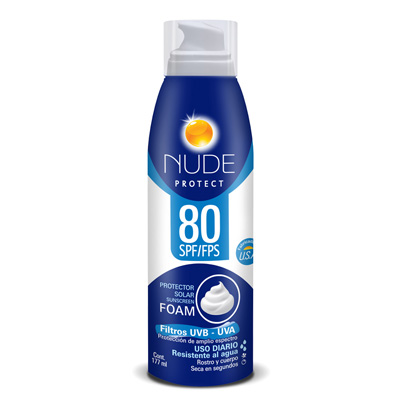 NUDE
PROTECT
80
SPF/FPS
U.S.A
PROTECTOR
SOLAR
SUNSCREEN
FOAM
Filtros UVB - UVA
Protección de amplio espectro
USO DIARIO
Resistente al agua
Rostro y cuerpo
Seca en segundos
Cont.
177 ml